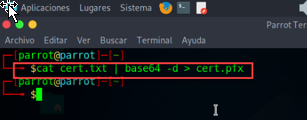 Aplicaciones Lugares Sistema
Parrot Ter
Archivo Editar Ver Buscar Terminal Ayuda
[parrot@parrot]-[~]
$cat cert.txt | base64 -d > cert.pfx
[parrot@parrot]-[~]
$